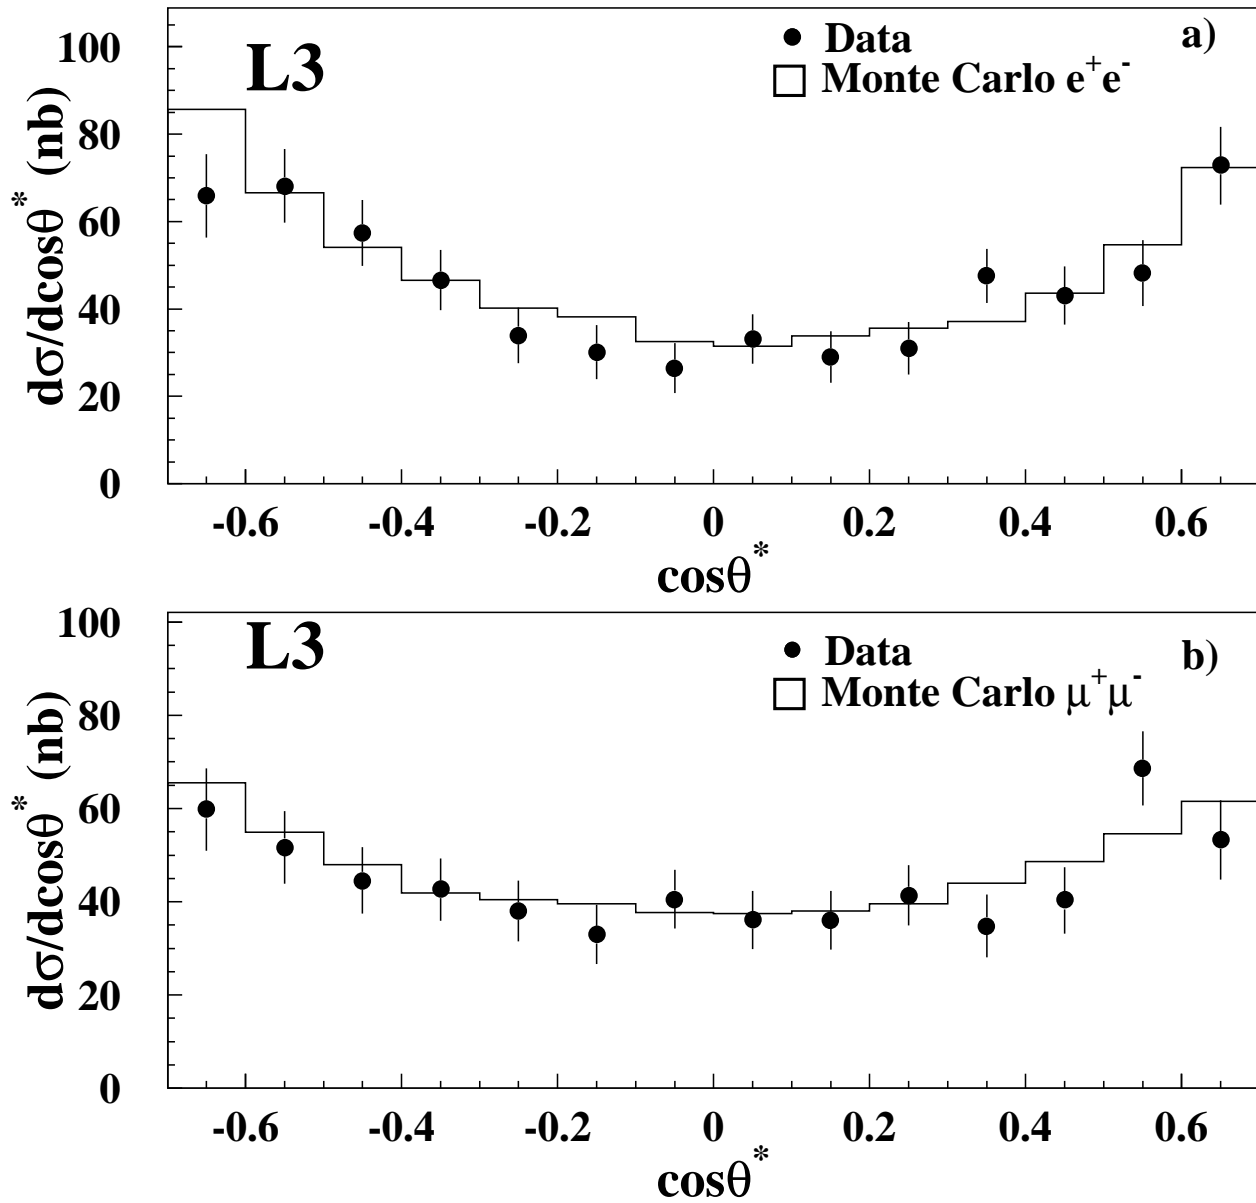 L3
Data
Monte Carlo e⁺e⁻
a)
dσ/dcosθ* (nb)
100
80
60
40
20
0
-0.6 -0.4 -0.2 0 0.2 0.4 0.6
cosθ*
L3
Data
Monte Carlo μ⁺μ⁻
b)
dσ/dcosθ* (nb)
100
80
60
40
20
0
-0.6 -0.4 -0.2 0 0.2 0.4 0.6
cosθ*